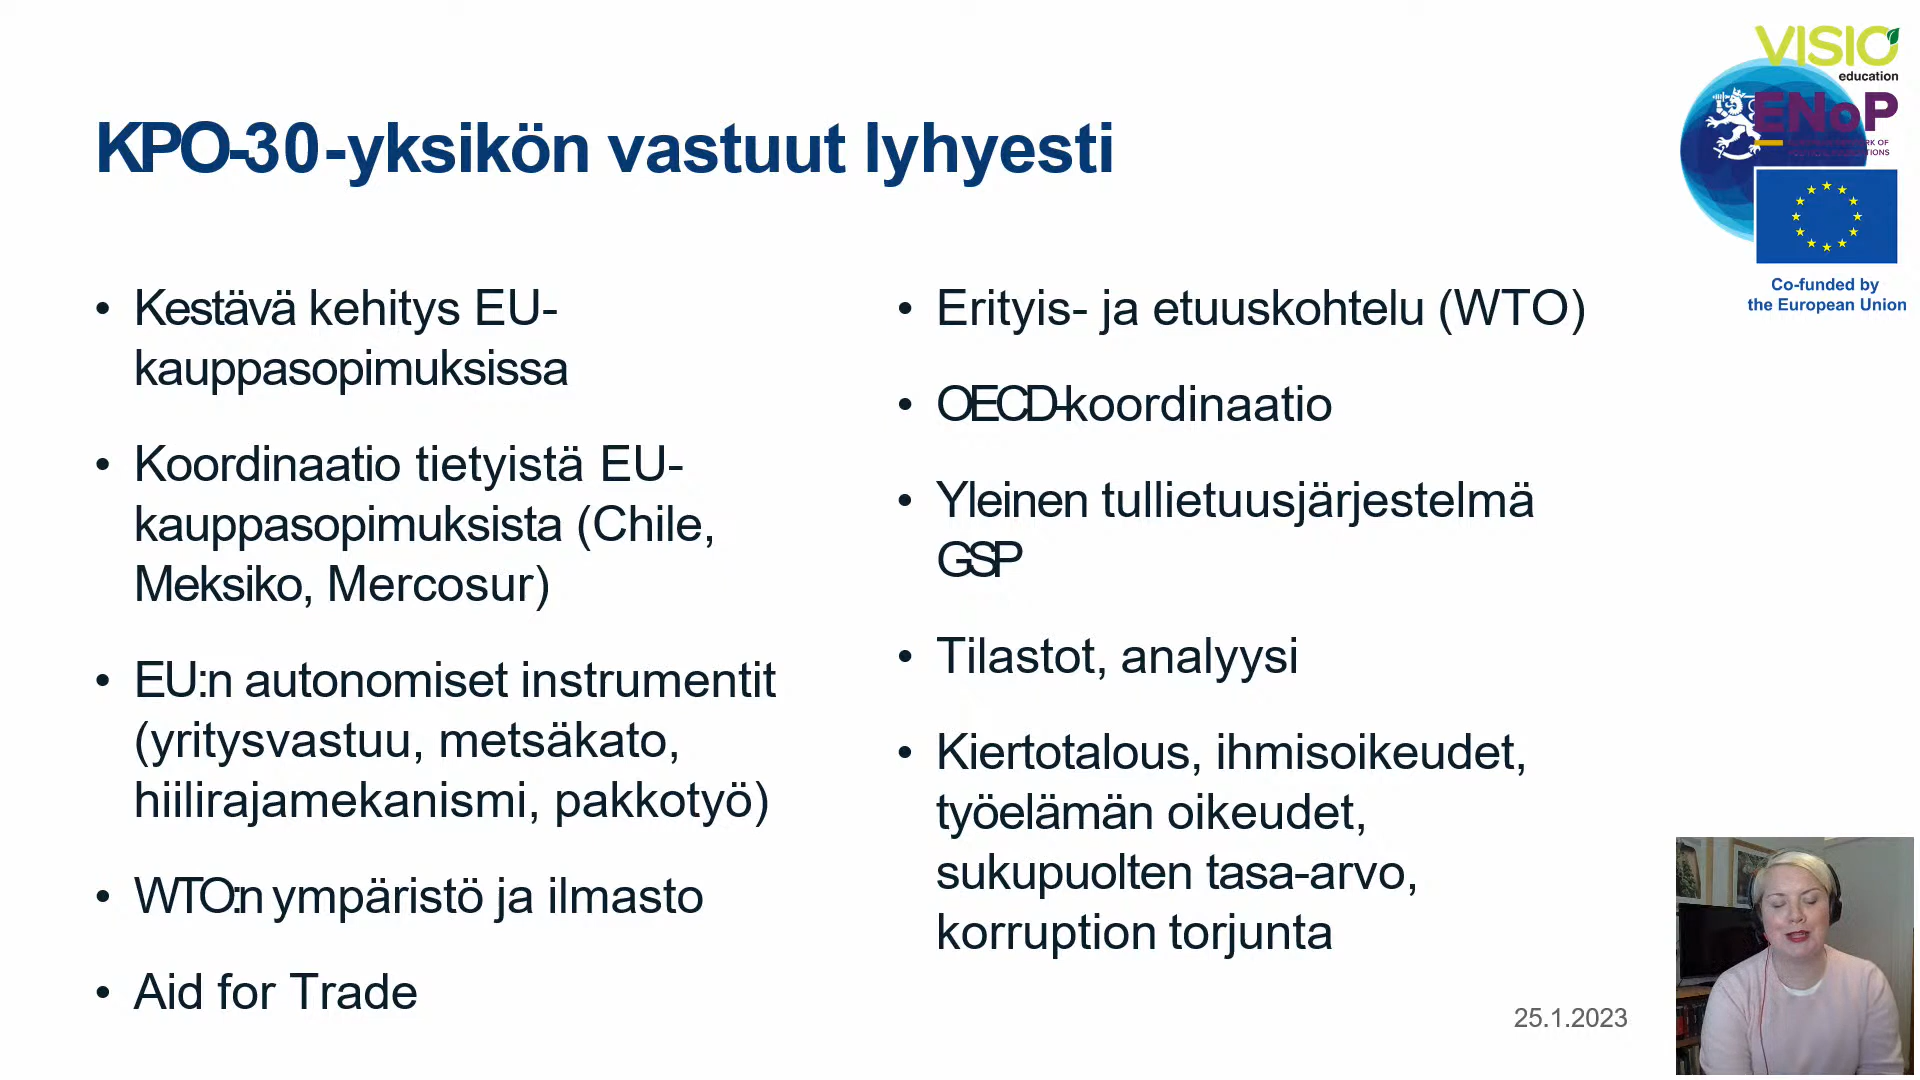 KPO-30-yksikön vastuut lyhyesti
• Kestävä kehitys EU-
kauppasopimuksissa
• Koordinaatio tietyistä EU-
kauppasopimuksista (Chile,
Meksiko, Mercosur)
• EU:n autonomiset instrumentit
(yritysvastuu, metsäkato,
hiilirajamekanismi, pakkotyö)
• WTO:n ympäristö ja ilmasto
• Aid for Trade
• Erityis- ja etuuskohtelu (WTO)
• OECD-koordinaatio
• Yleinen tullietuusjärjestelmä
GSP
• Tilastot, analyysi
• Kiertotalous, ihmisoikeudet,
työelämän oikeudet,
sukupuolten tasa-arvo,
korruption torjunta
25.1.2023
VISIO
education
ENoP
Co-funded by
the European Union